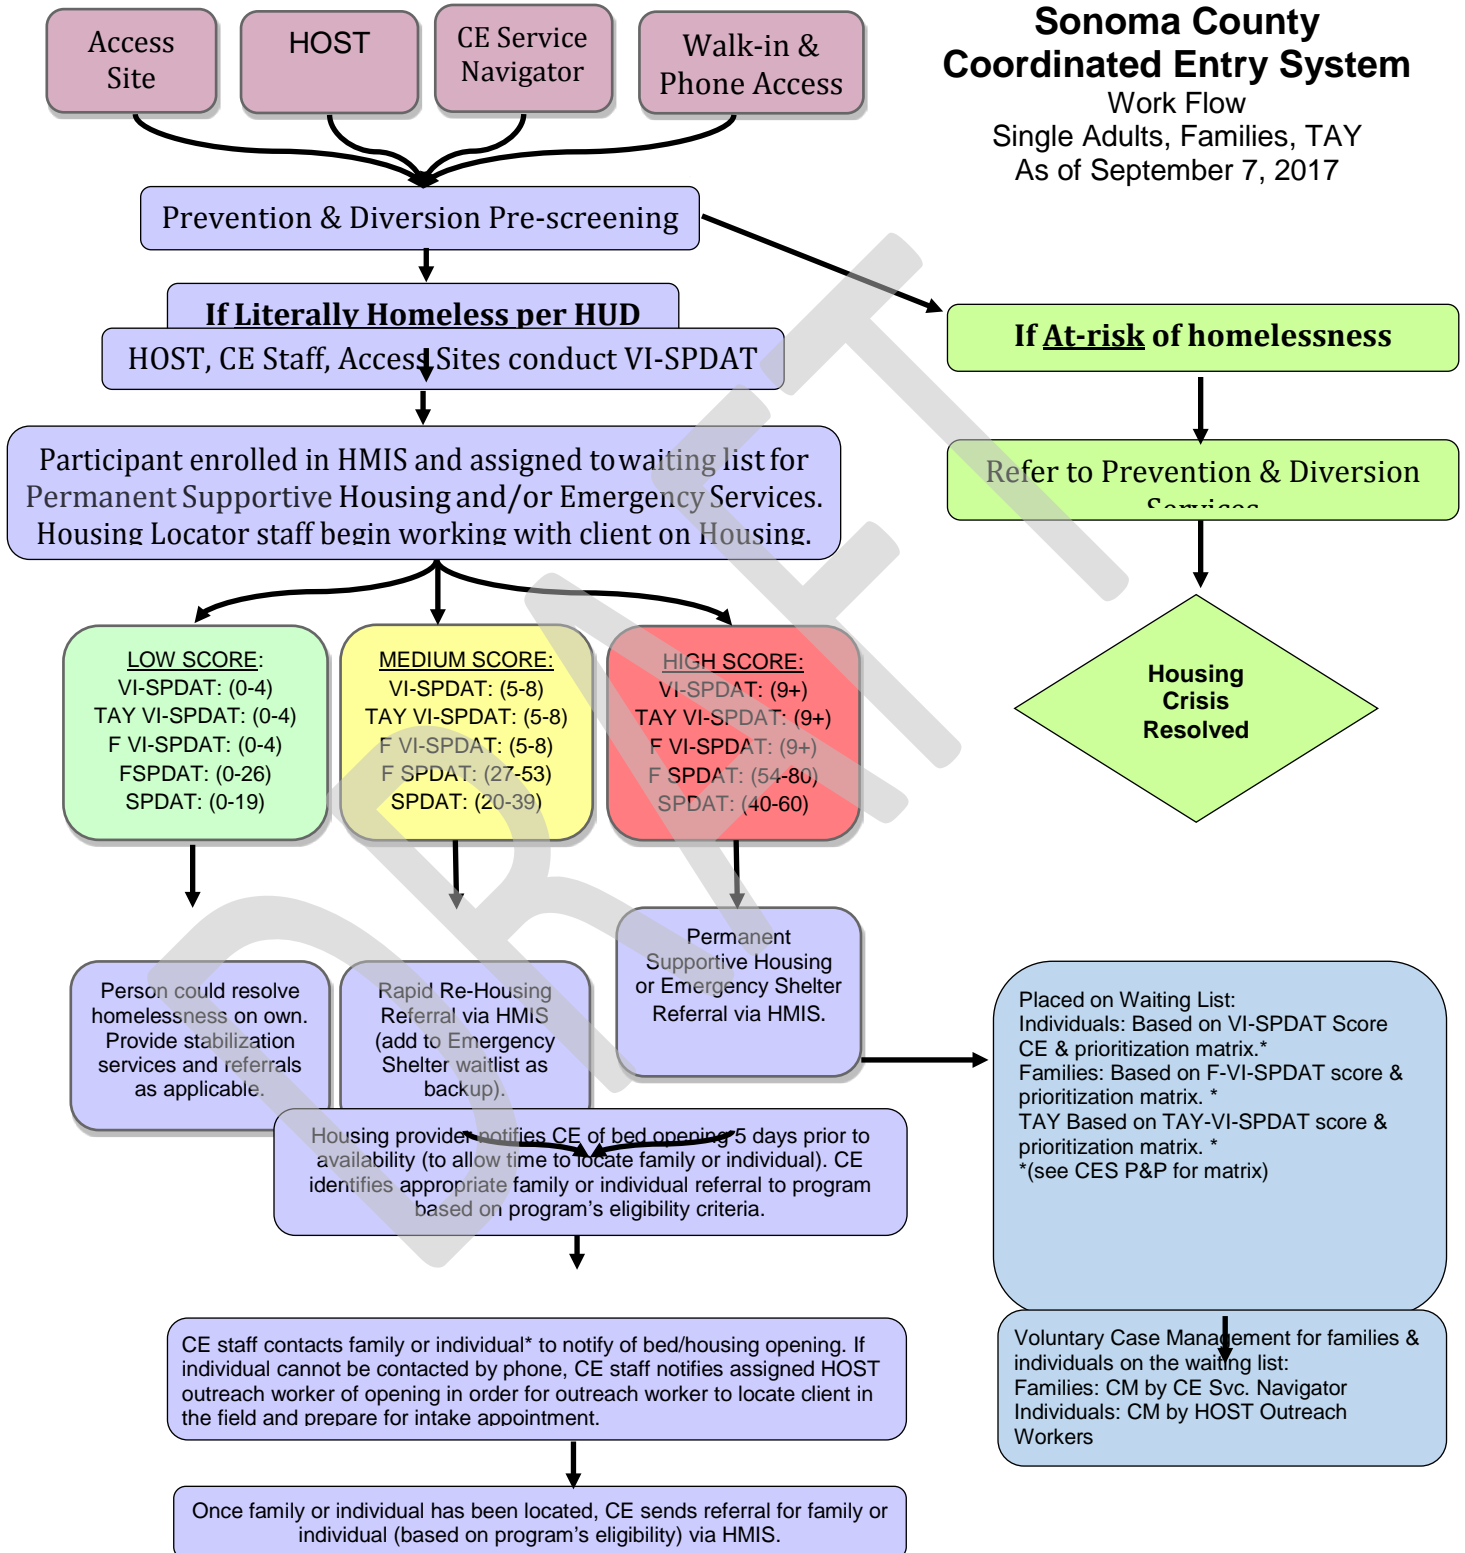 Sonoma County
Coordinated Entry System
Work Flow
Single Adults, Families, TAY
As of September 7, 2017
Access
Site
HOST
CE Service
Navigator
Walk-in &
Phone Access
Prevention & Diversion Pre-screening
If Literally Homeless per HUD
HOST, CE Staff, Access Sites conduct VI-SPDAT
Participant enrolled in HMIS and assigned to waiting list for
Permanent Supportive Housing and/or Emergency Services.
Housing Locator staff begin working with client on Housing.
If At-risk of homelessness
Refer to Prevention & Diversion
Services
Housing
Crisis
Resolved
LOW SCORE:
VI-SPDAT: (0-4)
TAY VI-SPDAT: (0-4)
F VI-SPDAT: (0-4)
FSPDAT: (0-26)
SPDAT: (0-19)
MEDIUM SCORE:
VI-SPDAT: (5-8)
TAY VI-SPDAT: (5-8)
F VI-SPDAT: (5-8)
F SPDAT: (27-53)
SPDAT: (20-39)
HIGH SCORE:
VI-SPDAT: (9+)
TAY VI-SPDAT: (9+)
F VI-SPDAT: (9+)
F SPDAT: (54-80)
SPDAT: (40-60)
Person could resolve
homelessness on own.
Provide stabilization
services and referrals
as applicable.
Rapid Re-Housing
Referral via HMIS
(add to Emergency
Shelter waitlist as
backup).
Permanent
Supportive Housing
or Emergency Shelter
Referral via HMIS.
Placed on Waiting List:
Individuals: Based on VI-SPDAT Score
CE & prioritization matrix.*
Families: Based on F-VI-SPDAT score &
prioritization matrix. *
TAY Based on TAY-VI-SPDAT score &
prioritization matrix. *
*(see CES P&P for matrix)
Housing provider notifies CE of bed opening 5 days prior to
availability (to allow time to locate family or individual). CE
identifies appropriate family or individual referral to program
based on program's eligibility criteria.
Voluntary Case Management for families &
individuals on the waiting list:
Families: CM by CE Svc. Navigator
Individuals: CM by HOST Outreach
Workers
CE staff contacts family or individual* to notify of bed/housing opening. If
individual cannot be contacted by phone, CE staff notifies assigned HOST
outreach worker of opening in order for outreach worker to locate client in
the field and prepare for intake appointment.
Once family or individual has been located, CE sends referral for family or
individual (based on program's eligibility) via HMIS.
DRAFT